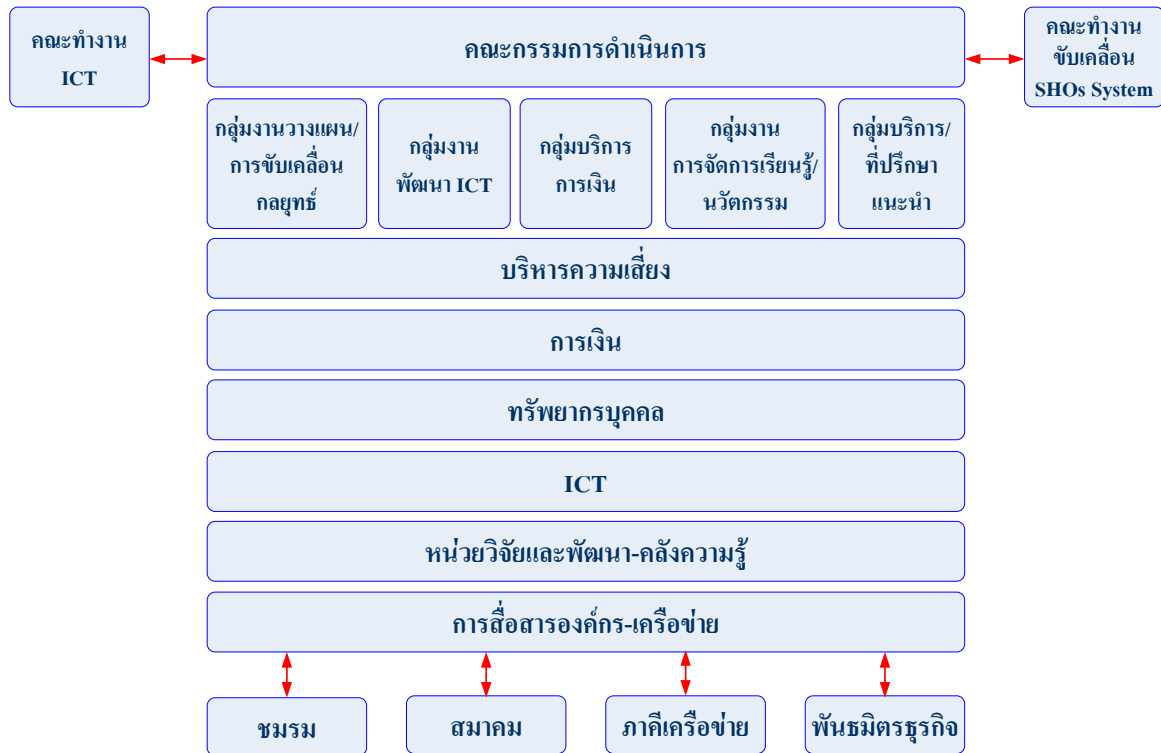 คณะทำงาน
ICT
คณะกรรมการดำเนินการ
คณะทำงาน
ขับเคลื่อน
SHOs System
กลุ่มงานวางแผน/
การขับเคลื่อน
กลยุทธ์
กลุ่มงาน
พัฒนา ICT
กลุ่มบริการ
การเงิน
กลุ่มงาน
การจัดการเรียนรู้/
นวัตกรรม
กลุ่มบริการ/
ที่ปรึกษา
แนะนำ
บริหารความเสี่ยง
การเงิน
ทรัพยากรบุคคล
ICT
หน่วยวิจัยและพัฒนา-คลังความรู้
การสื่อสารองค์กร-เครือข่าย
ชมรม
สมาคม
ภาคีเครือข่าย
พันธมิตรธุรกิจ